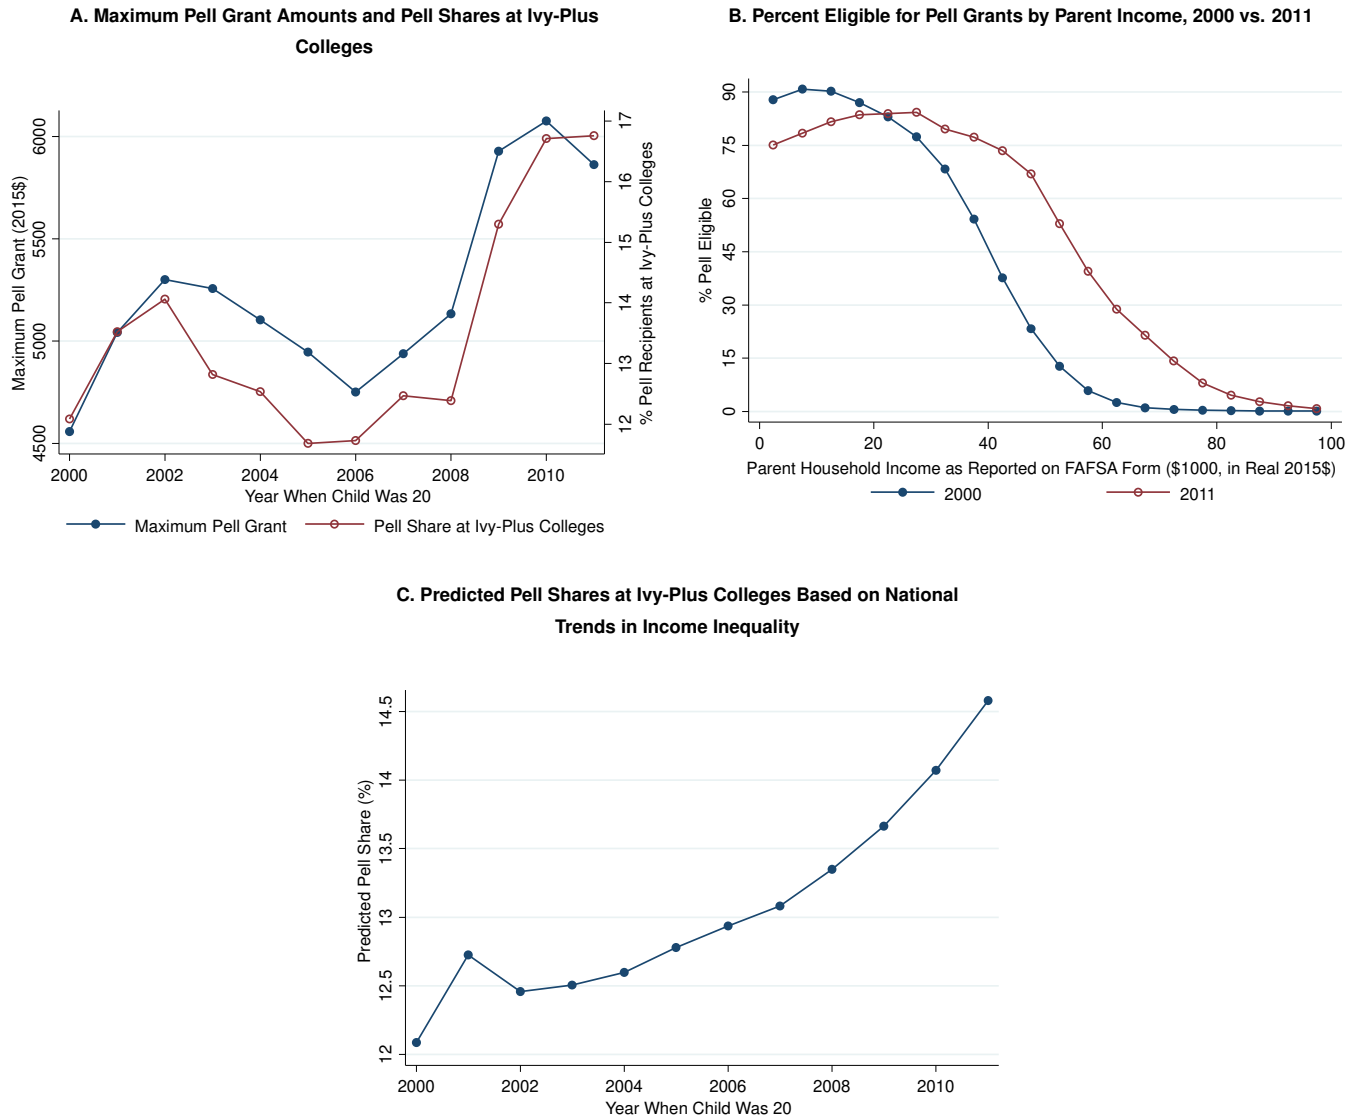 A. Maximum Pell Grant Amounts and Pell Shares at Ivy-Plus
Colleges
Maximum Pell Grant (2015$)
4500
5000
5500
6000
% Pell Recipients at Ivy-Plus Colleges
12
13
14
15
16
17
2000 2002 2004 2006 2008 2010
Year When Child Was 20
Maximum Pell Grant Pell Share at Ivy-Plus Colleges
B. Percent Eligible for Pell Grants by Parent Income, 2000 vs. 2011
% Pell Eligible
0
15
30
45
60
75
90
0 20 40 60 80 100
Parent Household Income as Reported on FAFSA Form ($1000, in Real 2015$)
2000 2011
C. Predicted Pell Shares at Ivy-Plus Colleges Based on National
Trends in Income Inequality
Predicted Pell Share (%)
12
12.5
13
13.5
14
14.5
2000 2002 2004 2006 2008 2010
Year When Child Was 20